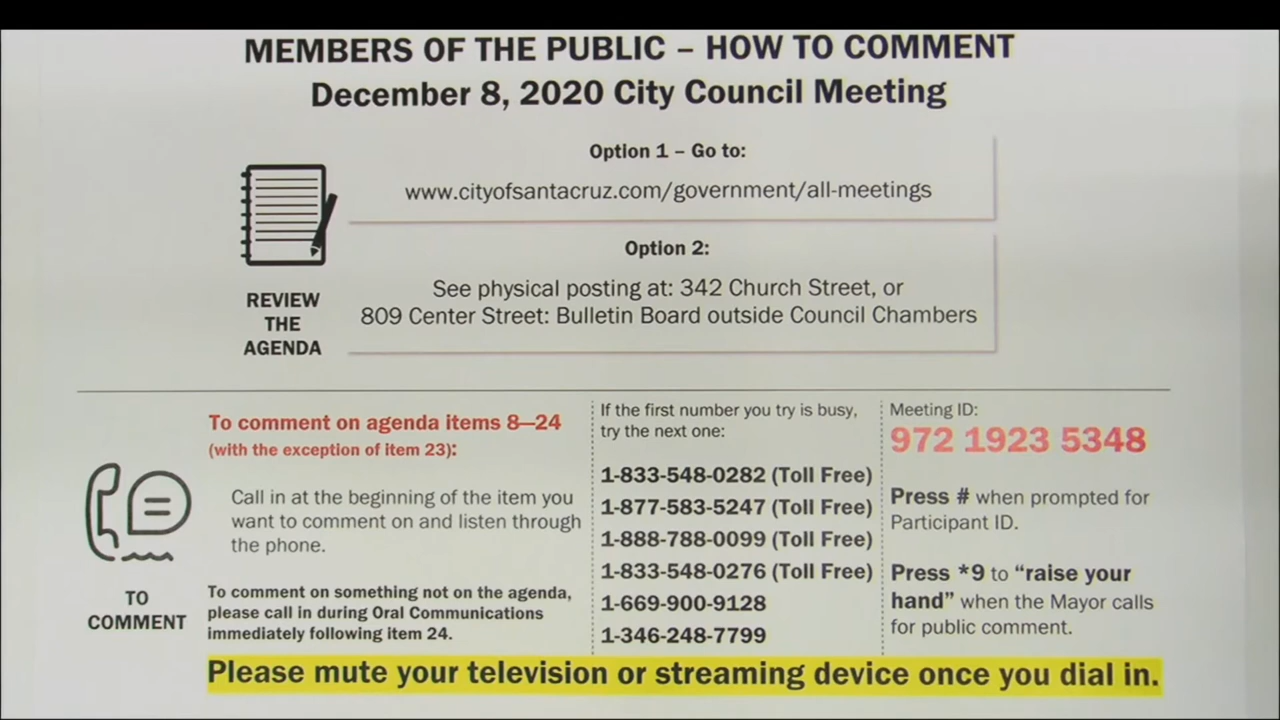 MEMBERS OF THE PUBLIC – HOW TO COMMENT
December 8, 2020 City Council Meeting
Option 1 – Go to:
www.cityofsantacruz.com/government/all-meetings
Option 2:
See physical posting at: 342 Church Street, or
809 Center Street: Bulletin Board outside Council Chambers
REVIEW
THE
AGENDA
To comment on agenda items 8—24
(with the exception of item 23):
Call in at the beginning of the item you
want to comment on and listen through
the phone.
To comment on something not on the agenda,
please call in during Oral Communications
immediately following item 24.
TO
COMMENT
If the first number you try is busy,
try the next one:
1-833-548-0282 (Toll Free)
1-877-583-5247 (Toll Free)
1-888-788-0099 (Toll Free)
1-833-548-0276 (Toll Free)
1-669-900-9128
1-346-248-7799
Meeting ID:
972 1923 5348
Press # when prompted for
Participant ID.
Press *9 to “raise your
hand” when the Mayor calls
for public comment.
Please mute your television or streaming device once you dial in.